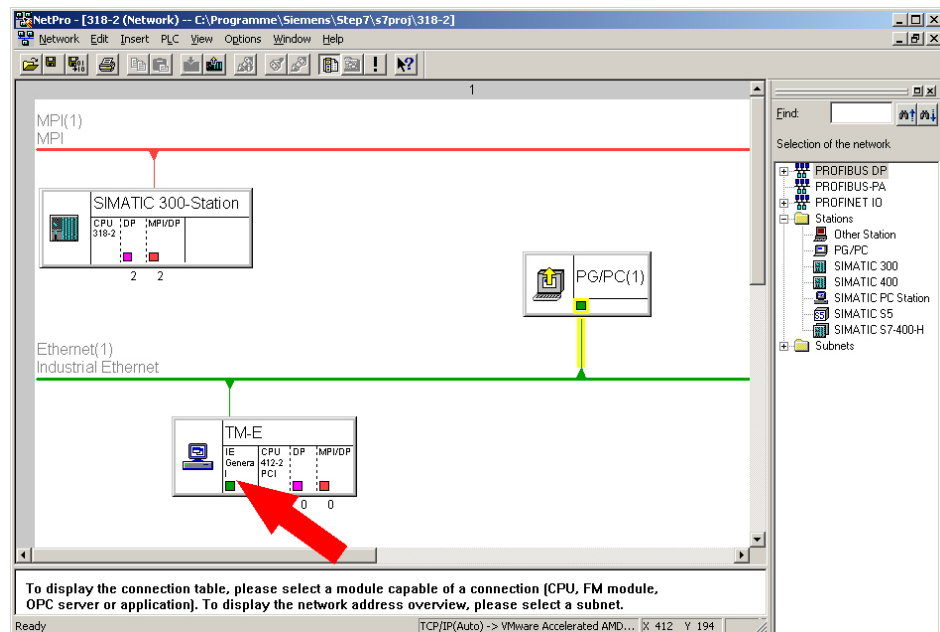 NetPro - [318-2 (Network) -- C:\Programme\Siemens\Step7\s7proj\318-2]
Network Edit Insert PLC View Options Window Help
1
MPI(1)
MPI
SIMATIC 300-Station
CPU 318-2
DP
MPI/DP
2 2
PG/PC(1)
Ethernet(1)
Industrial Ethernet
TM-E
IE General
CPU 412-2 PCI
DP
MPI/DP
0 0
Find:
Selection of the network
PROFIBUS DP
PROFIBUS-PA
PROFINET IO
Stations
Other Station
PG/PC
SIMATIC 300
SIMATIC 400
SIMATIC PC Station
SIMATIC S5
SIMATIC S7-400-H
Subnets
To display the connection table, please select a module capable of a connection (CPU, FM module,
OPC server or application). To display the network address overview, please select a subnet.
Ready
TCP/IP(Auto) -> VMware Accelerated AMD... X 412 Y 194